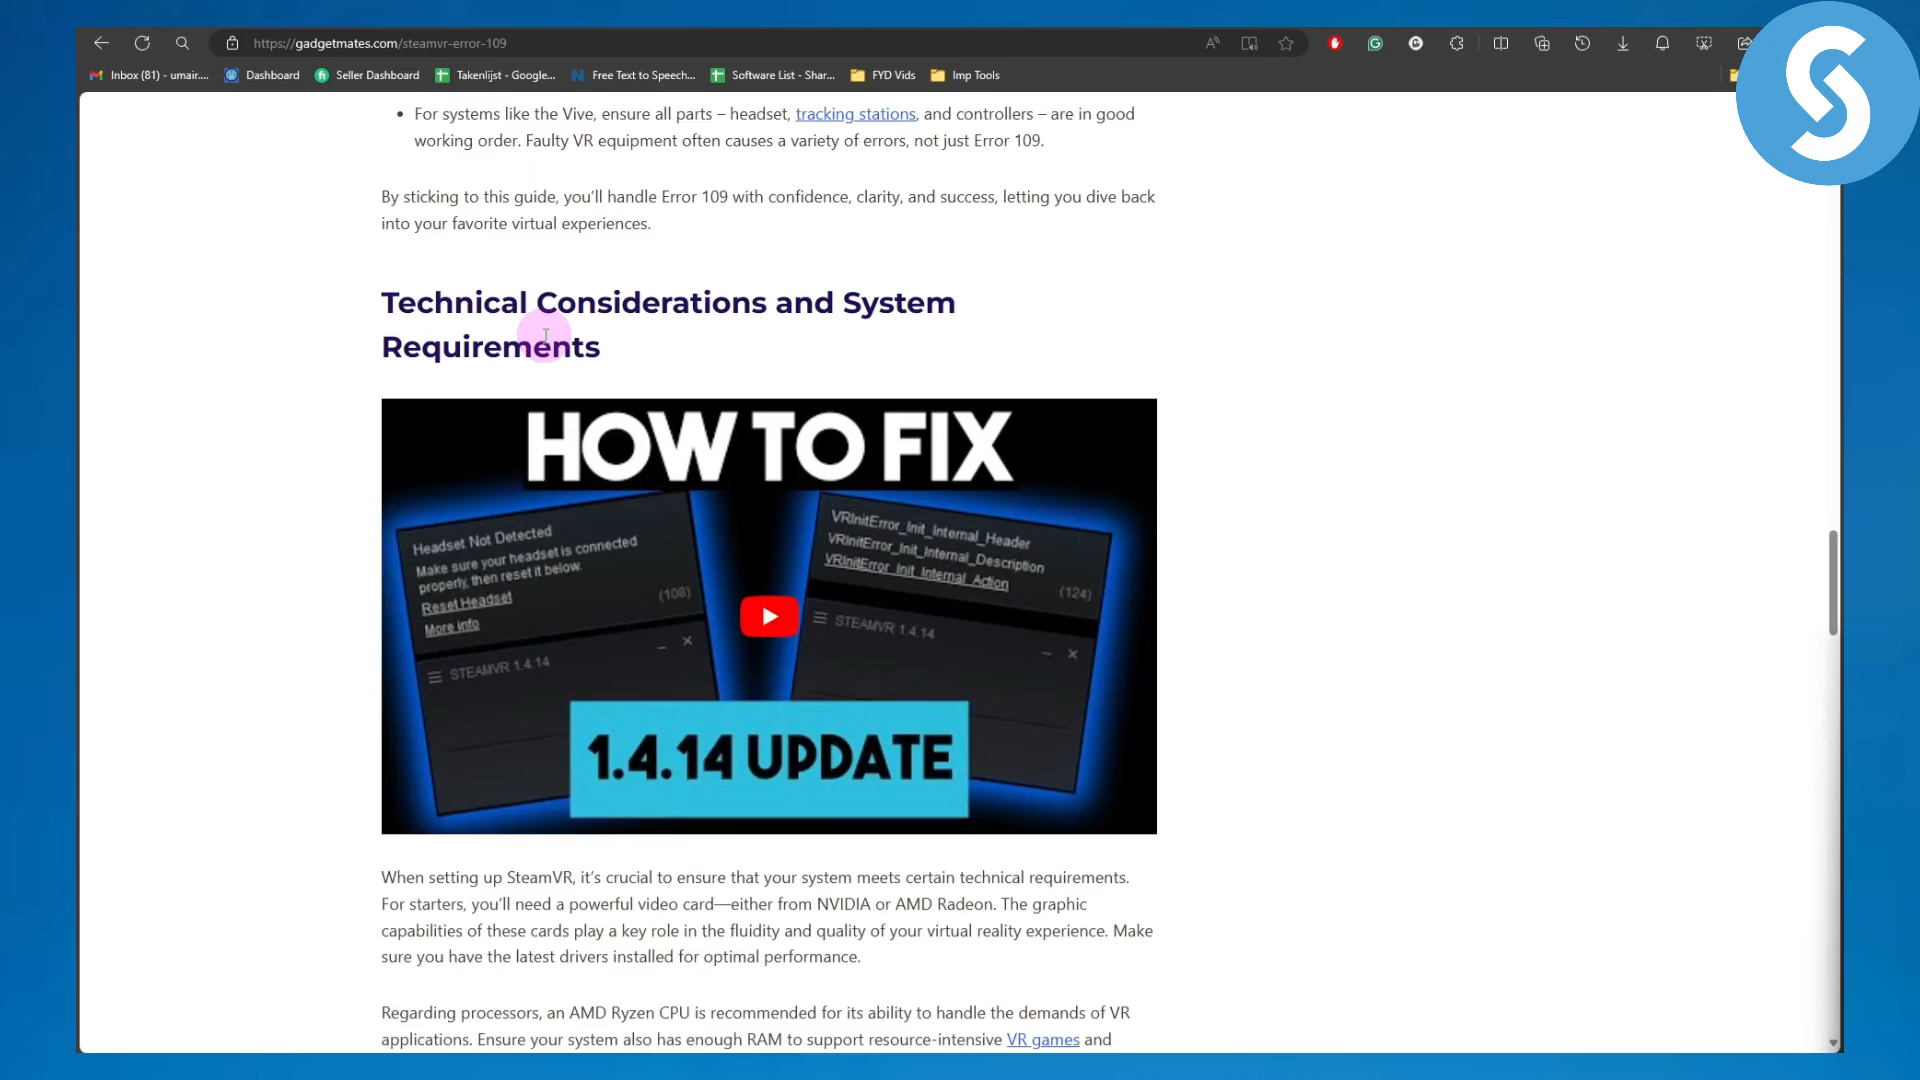 https://gadgetmates.com/steamvr-error-109
Inbox (81) - umair....
Dashboard
Seller Dashboard
Takenlijst - Google...
Free Text to Speech...
Software List - Shar...
FYD Vids
Imp Tools
• For systems like the Vive, ensure all parts – headset, tracking stations, and controllers – are in good
working order. Faulty VR equipment often causes a variety of errors, not just Error 109.
By sticking to this guide, you’ll handle Error 109 with confidence, clarity, and success, letting you dive back
into your favorite virtual experiences.
Technical Considerations and System
Requirements
HOW TO FIX
Headset Not Detected
Make sure your headset is connected
properly, then reset it below.
Reset Headset
(108)
More info
STEAMVR 1.4.14
VRInitError_Init_Internal_Header
VRInitError_Init_Internal_Description
VRInitError_Init_Internal_Action
(124)
STEAMVR 1.4.14
1.4.14 UPDATE
When setting up SteamVR, it’s crucial to ensure that your system meets certain technical requirements.
For starters, you’ll need a powerful video card—either from NVIDIA or AMD Radeon. The graphic
capabilities of these cards play a key role in the fluidity and quality of your virtual reality experience. Make
sure you have the latest drivers installed for optimal performance.
Regarding processors, an AMD Ryzen CPU is recommended for its ability to handle the demands of VR
applications. Ensure your system also has enough RAM to support resource-intensive VR games and